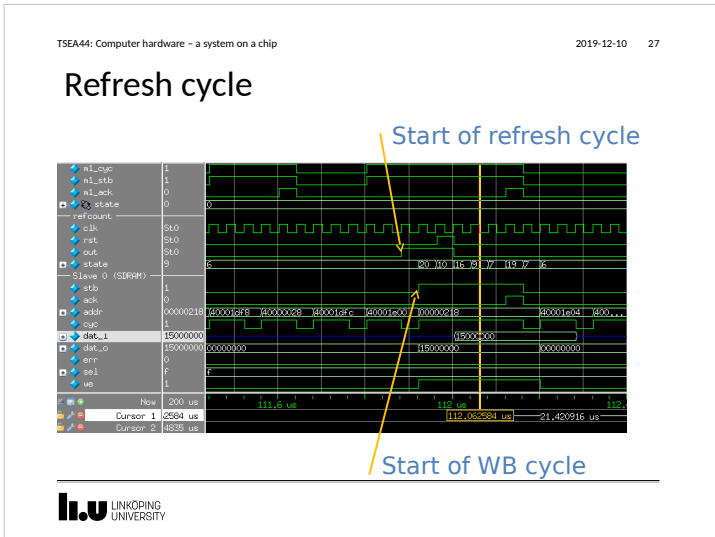 TSEA44: Computer hardware – a system on a chip 2019-12-10 27
Refresh cycle
Start of refresh cycle
m1_cyc 1
m1_stb 1
m1_ack 0
state 0 0
refcount
clk St0
rst St0
out St0
state 9 6 20 10 16 9 7 19 7 6
Slave 0 (SDRAM)
stb 1
ack 0
addr 00000218 40001df8 40000028 40001dfc 40001e00 00000218 40001e04 400...
cyc 1
dat_i 15000000 15000000
dat_o 15000000 00000000 15000000 00000000
err 0
sel f f
we 1
Now 200 us 111.6 us 112 us 112.
Cursor 1 2584 us 112.062584 us 21.420916 us
Cursor 2 4835 us
Start of WB cycle
LINKÖPING
UNIVERSITY